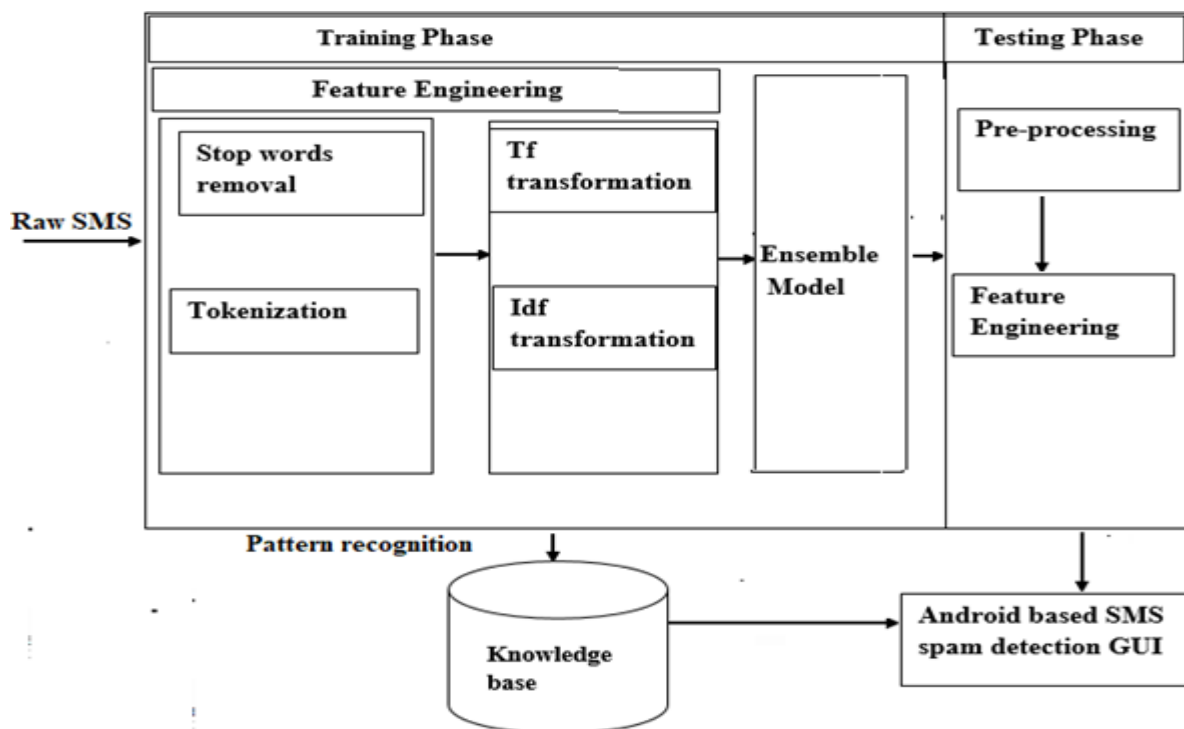 Training Phase
Testing Phase
Feature Engineering
Stop words
removal
Tf
transformation
Pre-processing
Raw SMS
Ensemble
Model
Tokenization
Idf
transformation
Feature
Engineering
Pattern recognition
Knowledge
base
Android based SMS
spam detection GUI